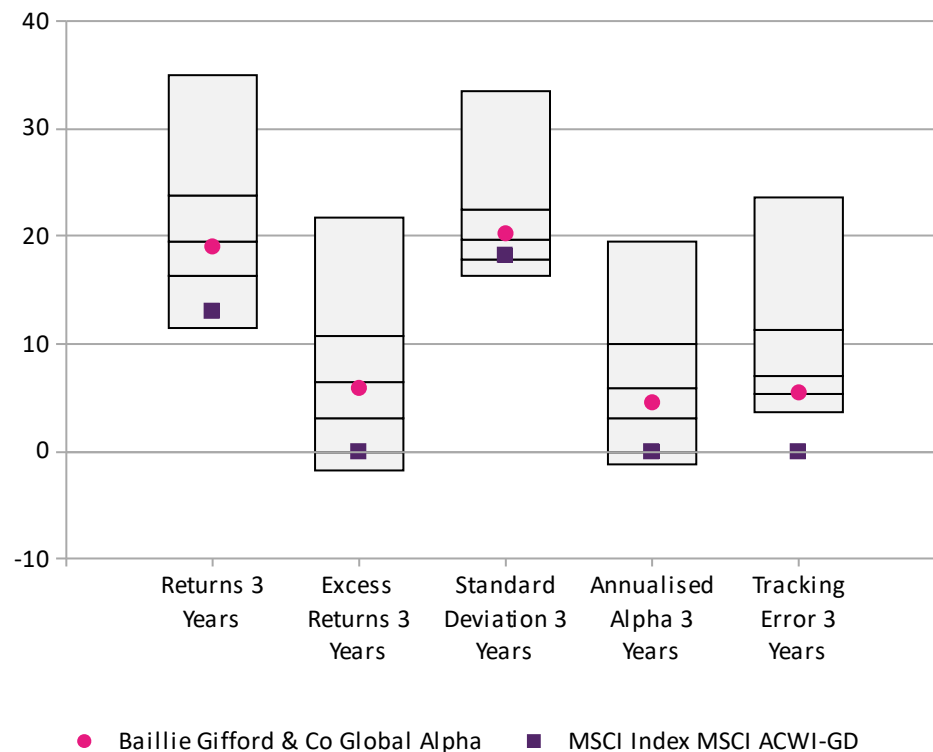 40
30
20
10
0
-10
Returns 3 Excess Standard Annualised Tracking
Years Returns 3 Deviation 3 Alpha 3 Error 3
Years Years Years Years
Baillie Gifford & Co Global Alpha MSCI Index MSCI ACWI-GD